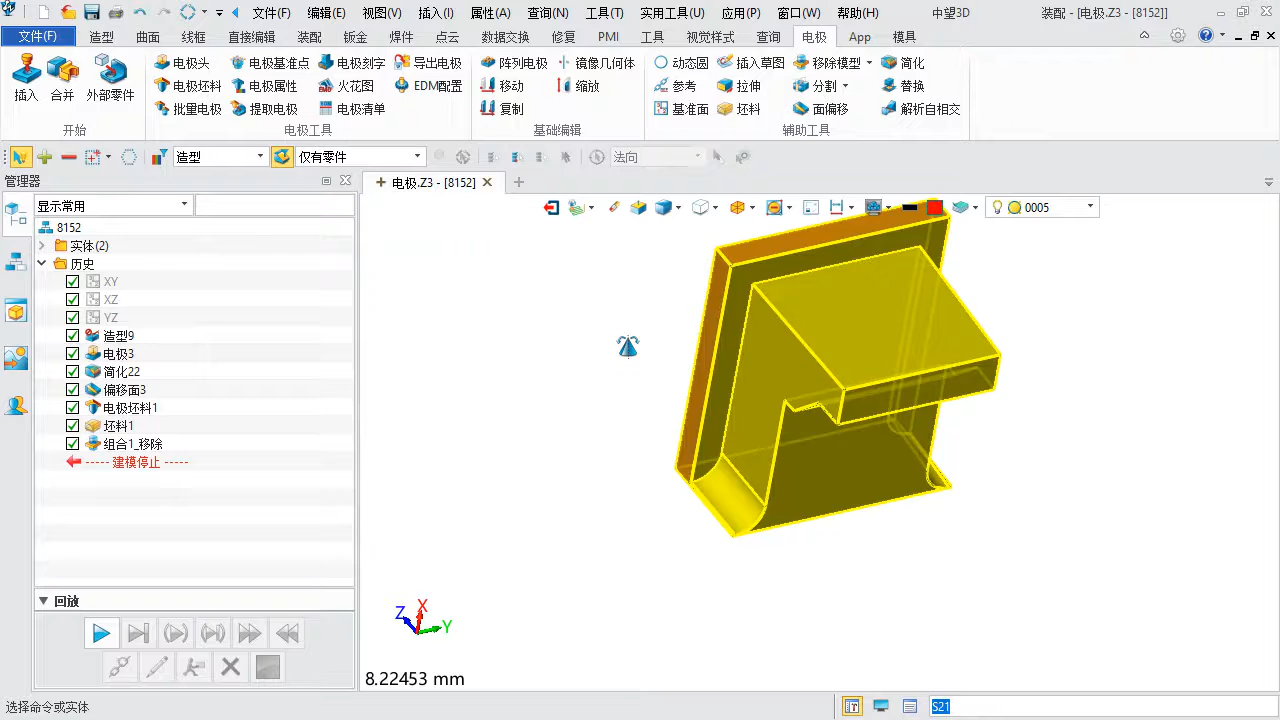 文件(F) 编辑(E) 视图(V) 插入(I) 属性(A) 查询(N) 工具(T) 实用工具(U) 应用(P) 窗口(W) 帮助(H) 中望3D 装配 - [电极.Z3 - [8152]]
文件(F) 造型 曲面 线框 直接编辑 装配 钣金 焊件 点云 数据交换 修复 PMI 工具 视觉样式 查询 电极 App 模具
电极头 电极基准点 电极刻字 导出电极 阵列电极 镜像几何体 动态圆 插入草图 移除模型 简化
插入 合并 外部零件 电极坯料 电极属性 火花图 EDM配置 移动 缩放 参考 拉伸 分割 替换
批量电极 提取电极 电极清单 复制 基准面 拉料 面偏移 解析自相交
开始 电极工具 基础编辑 辅助工具
造型 仅有零件 法向
管理器 电极.Z3 - [8152]
显示常用 0005
8152
实体(2)
历史
XY
XZ
YZ
造型9
电极3
简化22
偏移面3
电极坯料1
坯料1
组合1_移除
----- 建模停止 -----
回放
X
Z
Y
8.22453 mm
选择命令或实体 S21